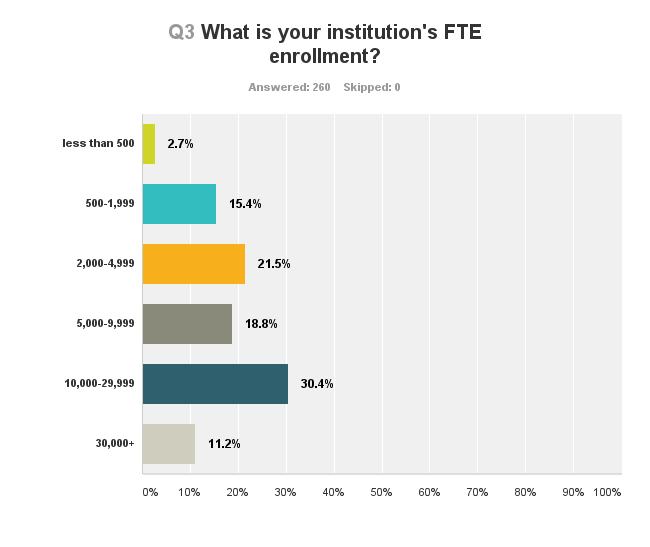 Q3 What is your institution's FTE
enrollment?
Answered: 260 Skipped: 0
less than 500 2.7%
500-1,999 15.4%
2,000-4,999 21.5%
5,000-9,999 18.8%
10,000-29,999 30.4%
30,000+ 11.2%
0% 10% 20% 30% 40% 50% 60% 70% 80% 90% 100%